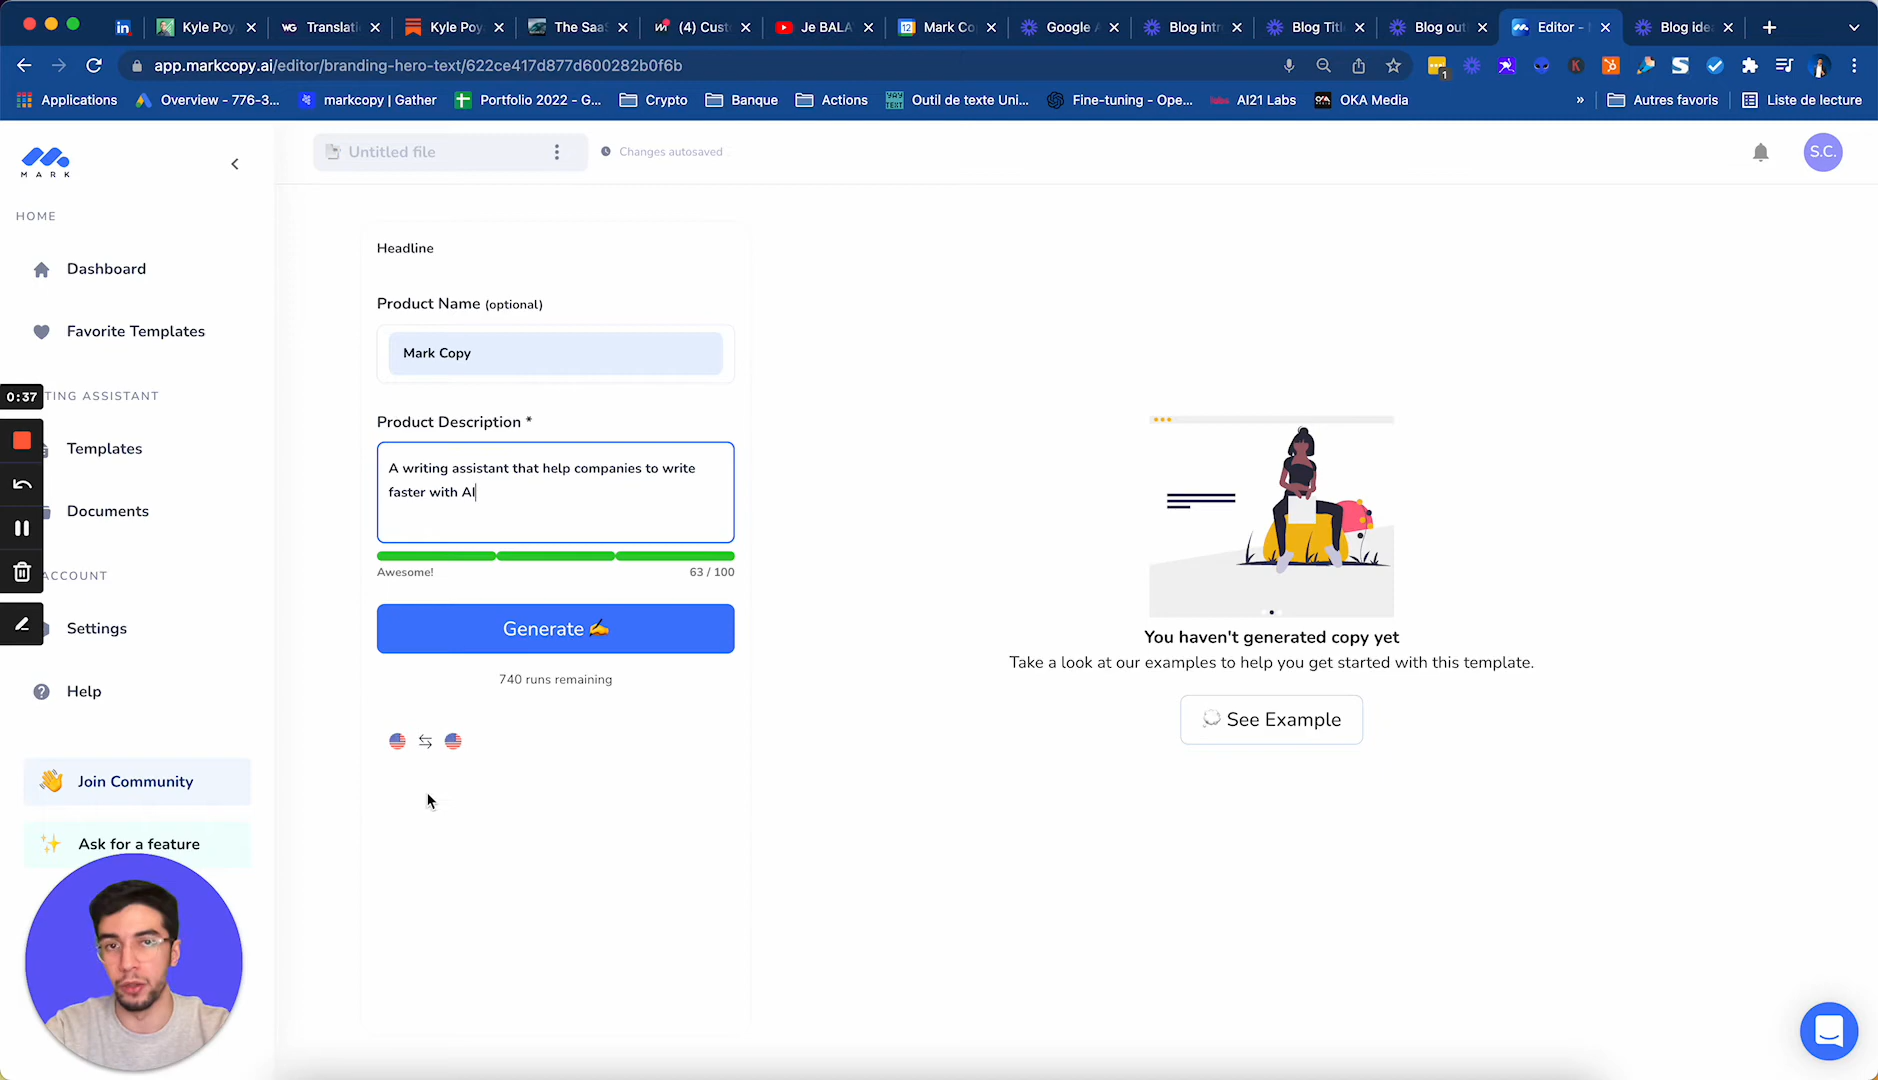 Kyle Poy
Translati
Kyle Poy
The SaaS
(4) Cust
Je BALA
Mark Co
Google A
Blog intr
Blog Titl
Blog out
Editor -
Blog ide
app.markcopy.ai/editor/branding-hero-text/622ce417d877d600282b0f6b
Applications
Overview - 776-3...
markcopy | Gather
Portfolio 2022 - G...
Crypto
Banque
Actions
Outil de texte Uni...
Fine-tuning - Ope...
AI21 Labs
OKA Media
»
Autres favoris
Liste de lecture
MARK
Untitled file
Changes autosaved
S.C.
HOME
Dashboard
Favorite Templates
0:37
TING ASSISTANT
Templates
Documents
ACCOUNT
Settings
Help
Join Community
Ask for a feature
Headline
Product Name (optional)
Mark Copy
Product Description *
A writing assistant that help companies to write
faster with AI
Awesome!
63 / 100
Generate ✍️
740 runs remaining
You haven't generated copy yet
Take a look at our examples to help you get started with this template.
See Example